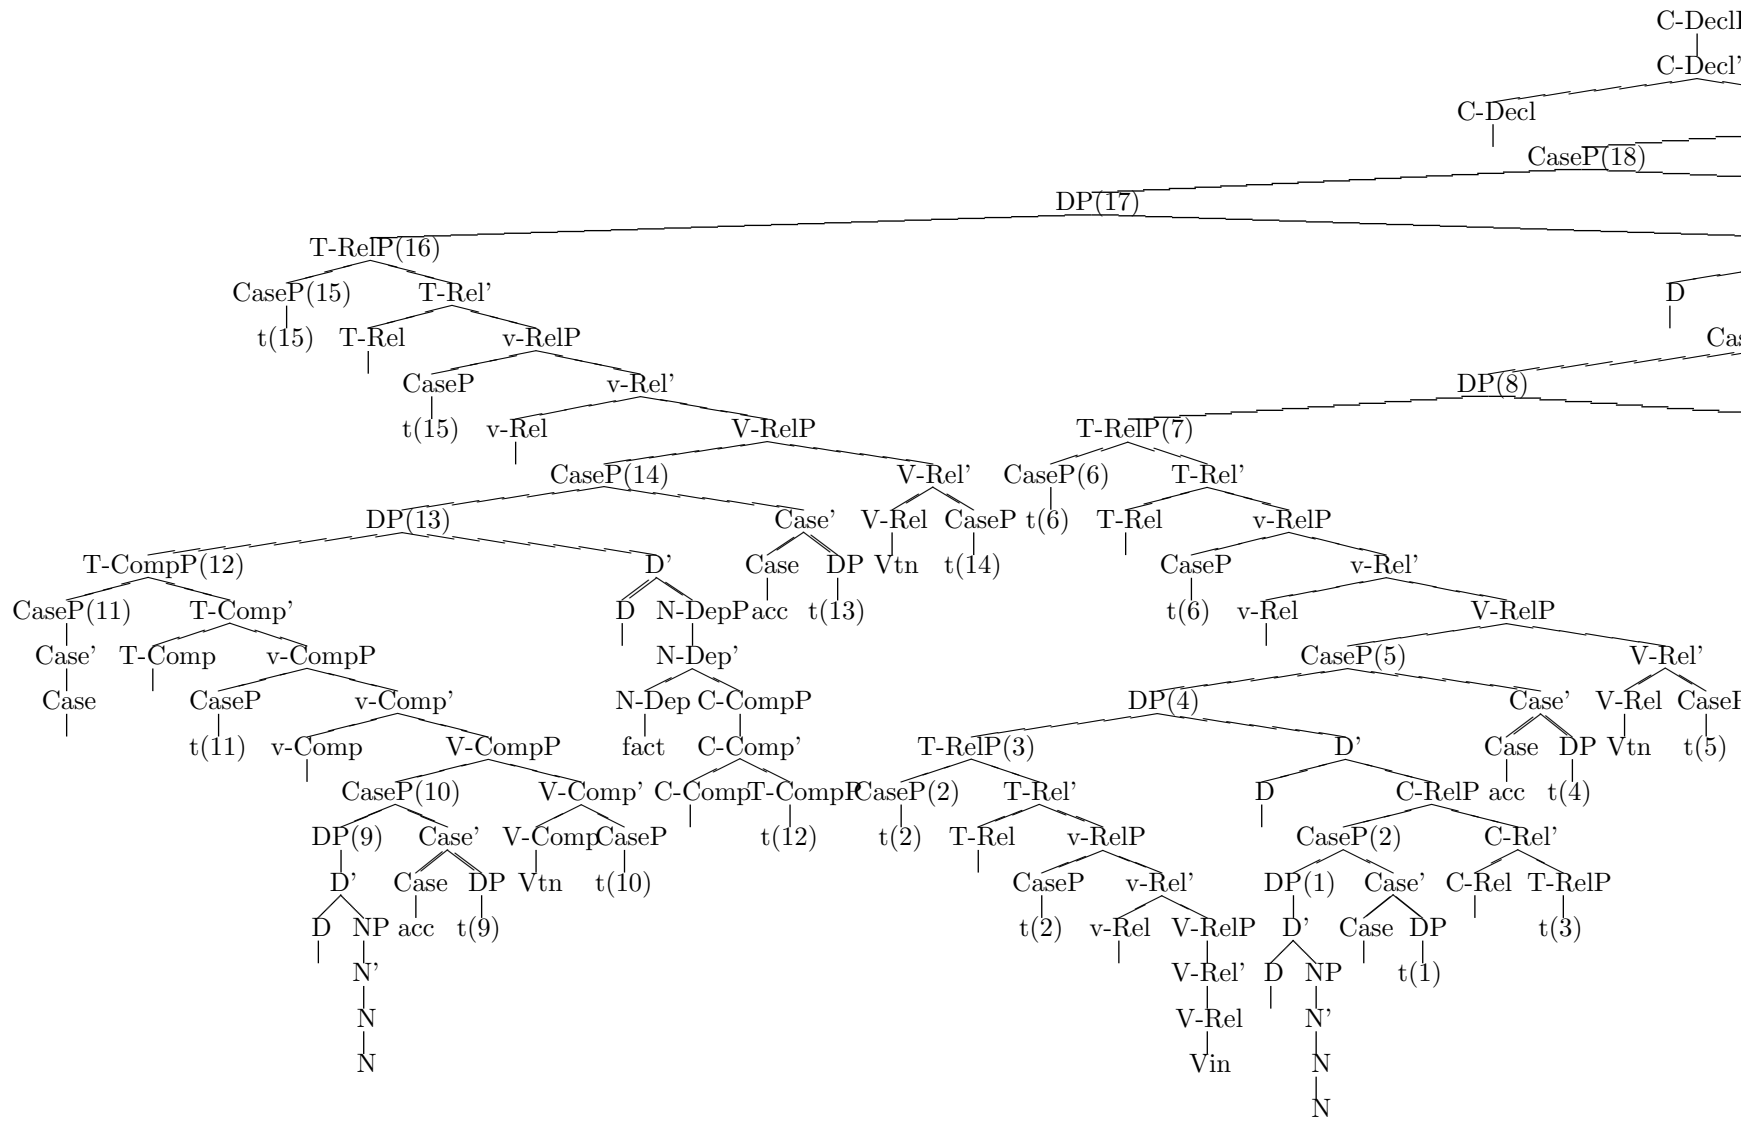 C-Decl
C-Decl'
C-Decl
CaseP(18)
DP(17)
T-RelP(16)
CaseP(15) T-Rel' D
t(15) T-Rel v-RelP Cas
CaseP v-Rel' DP(8)
t(15) v-Rel V-RelP T-RelP(7)
CaseP(14) V-Rel' CaseP(6) T-Rel'
DP(13) Case' V-Rel CaseP t(6) T-Rel v-RelP
T-CompP(12) D' Case DP Vtn t(14) CaseP v-Rel'
CaseP(11) T-Comp' D N-DepP acc t(13) t(6) v-Rel V-RelP
Case' T-Comp v-CompP N-Dep' CaseP(5) V-Rel'
Case CaseP v-Comp' N-Dep C-CompP DP(4) Case' V-Rel CaseP
t(11) v-Comp V-CompP fact C-Comp' T-RelP(3) D' Case DP Vtn t(5)
CaseP(10) V-Comp' C-Comp T-CompP CaseP(2) T-Rel' D C-RelP acc t(4)
DP(9) Case' V-Comp CaseP t(12) t(2) T-Rel v-RelP CaseP(2) C-Rel'
D' Case DP Vtn t(10) CaseP v-Rel' DP(1) Case' C-Rel T-RelP
D NP acc t(9) t(2) v-Rel V-RelP D' Case DP t(3)
N' V-Rel' D NP t(1)
N V-Rel N'
N Vin N
N